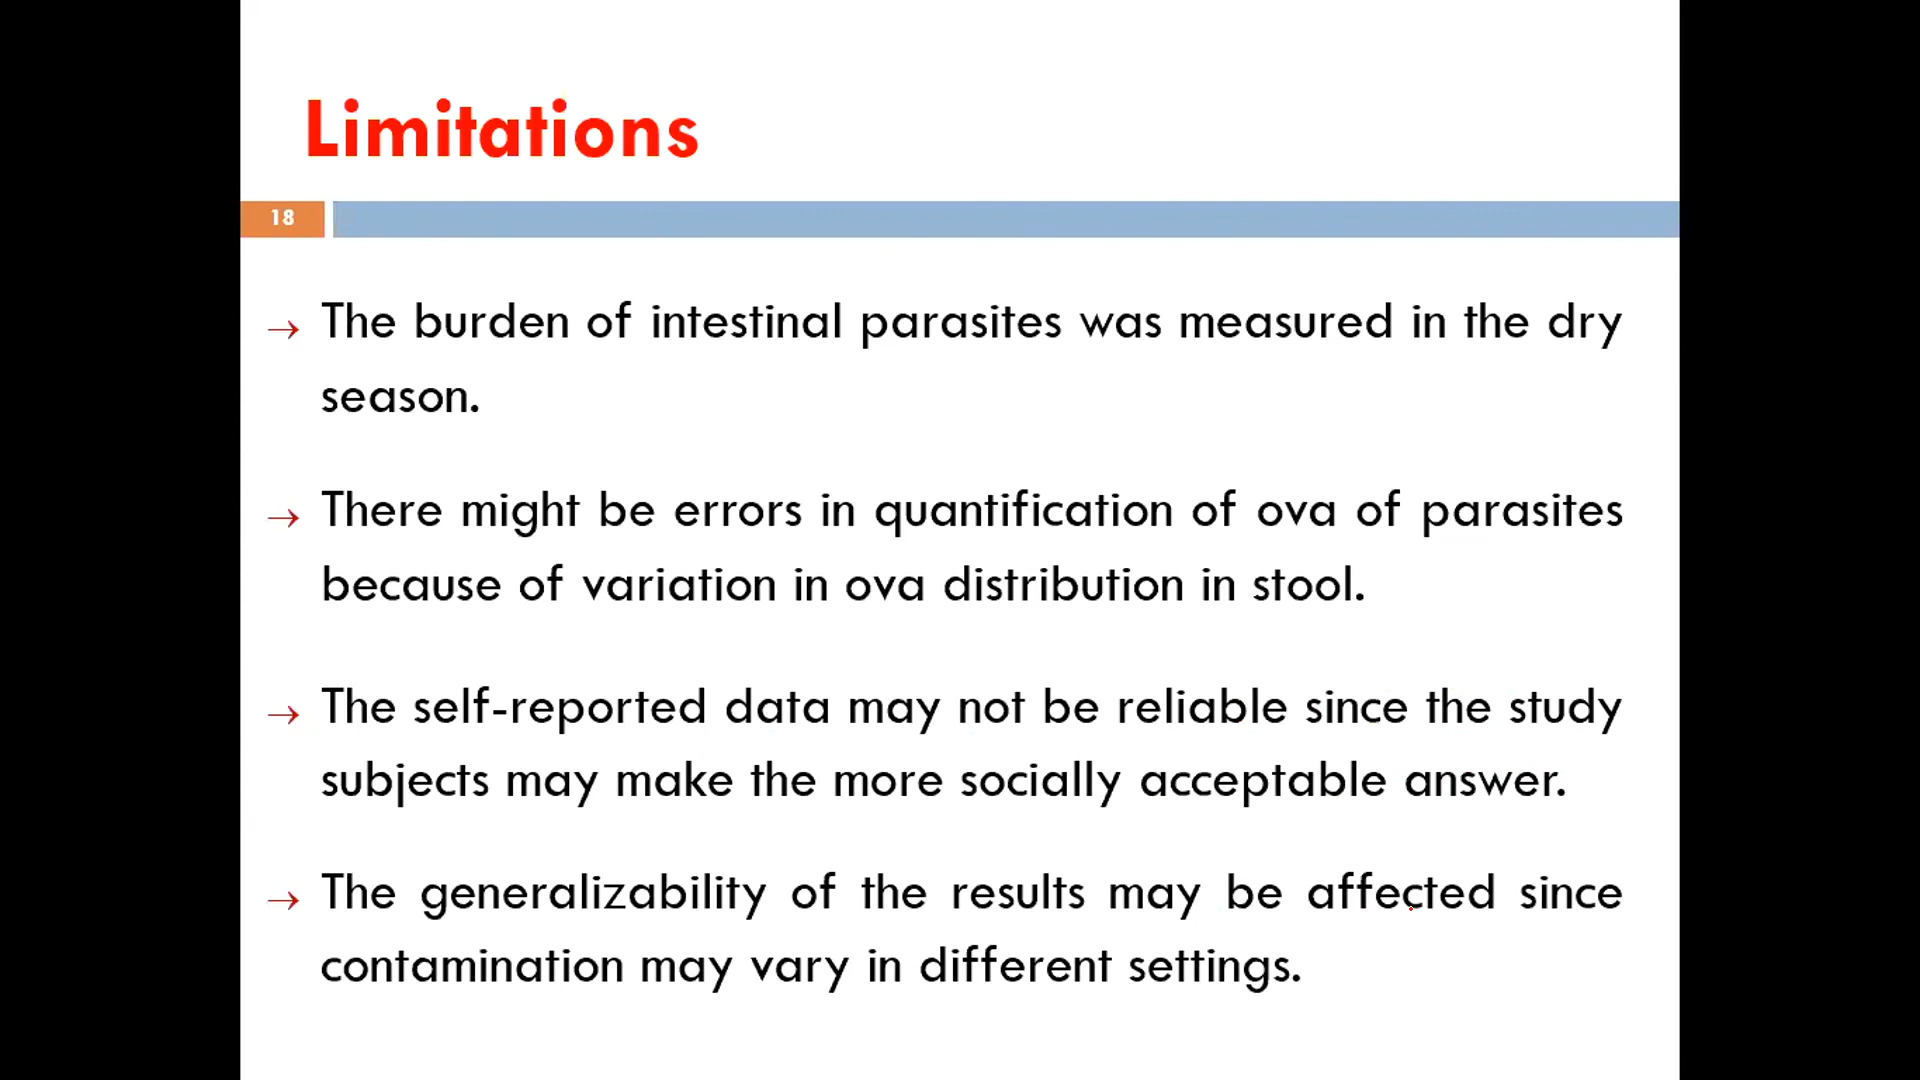 Limitations
18
→ The burden of intestinal parasites was measured in the dry
season.
→ There might be errors in quantification of ova of parasites
because of variation in ova distribution in stool.
→ The self-reported data may not be reliable since the study
subjects may make the more socially acceptable answer.
→ The generalizability of the results may be affected since
contamination may vary in different settings.